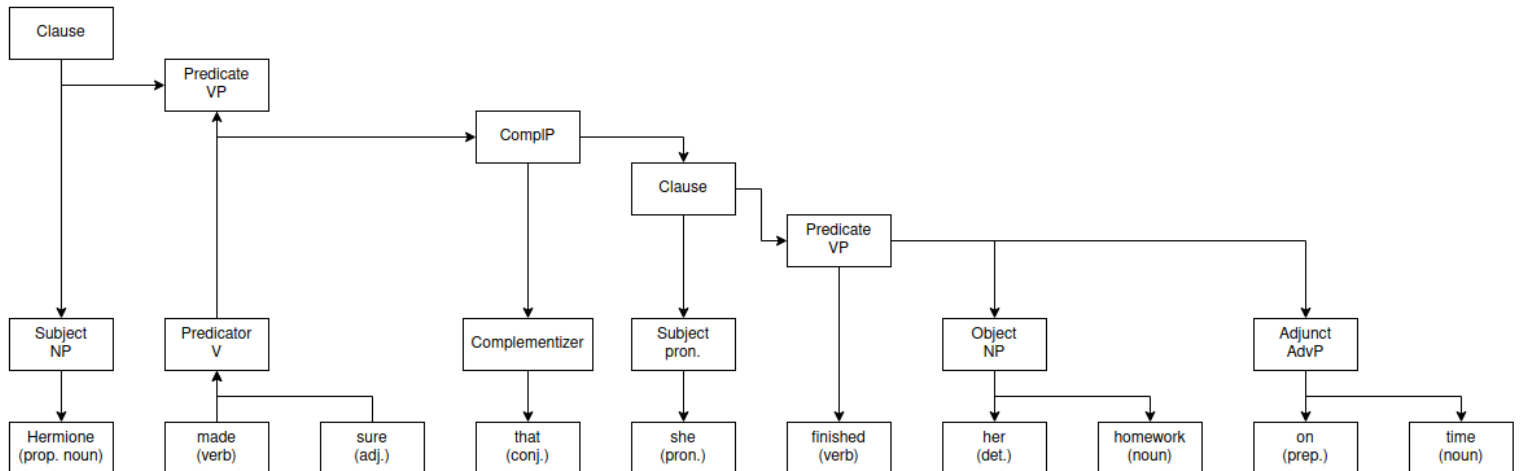 Clause
Predicate
VP
CompIP
Clause
Predicate
VP
Subject
NP
Predicator
V
Complementizer
Subject
pron.
Object
NP
Adjunct
AdvP
Hermione
(prop. noun)
made
(verb)
sure
(adj.)
that
(conj.)
she
(pron.)
finished
(verb)
her
(det.)
homework
(noun)
on
(prep.)
time
(noun)